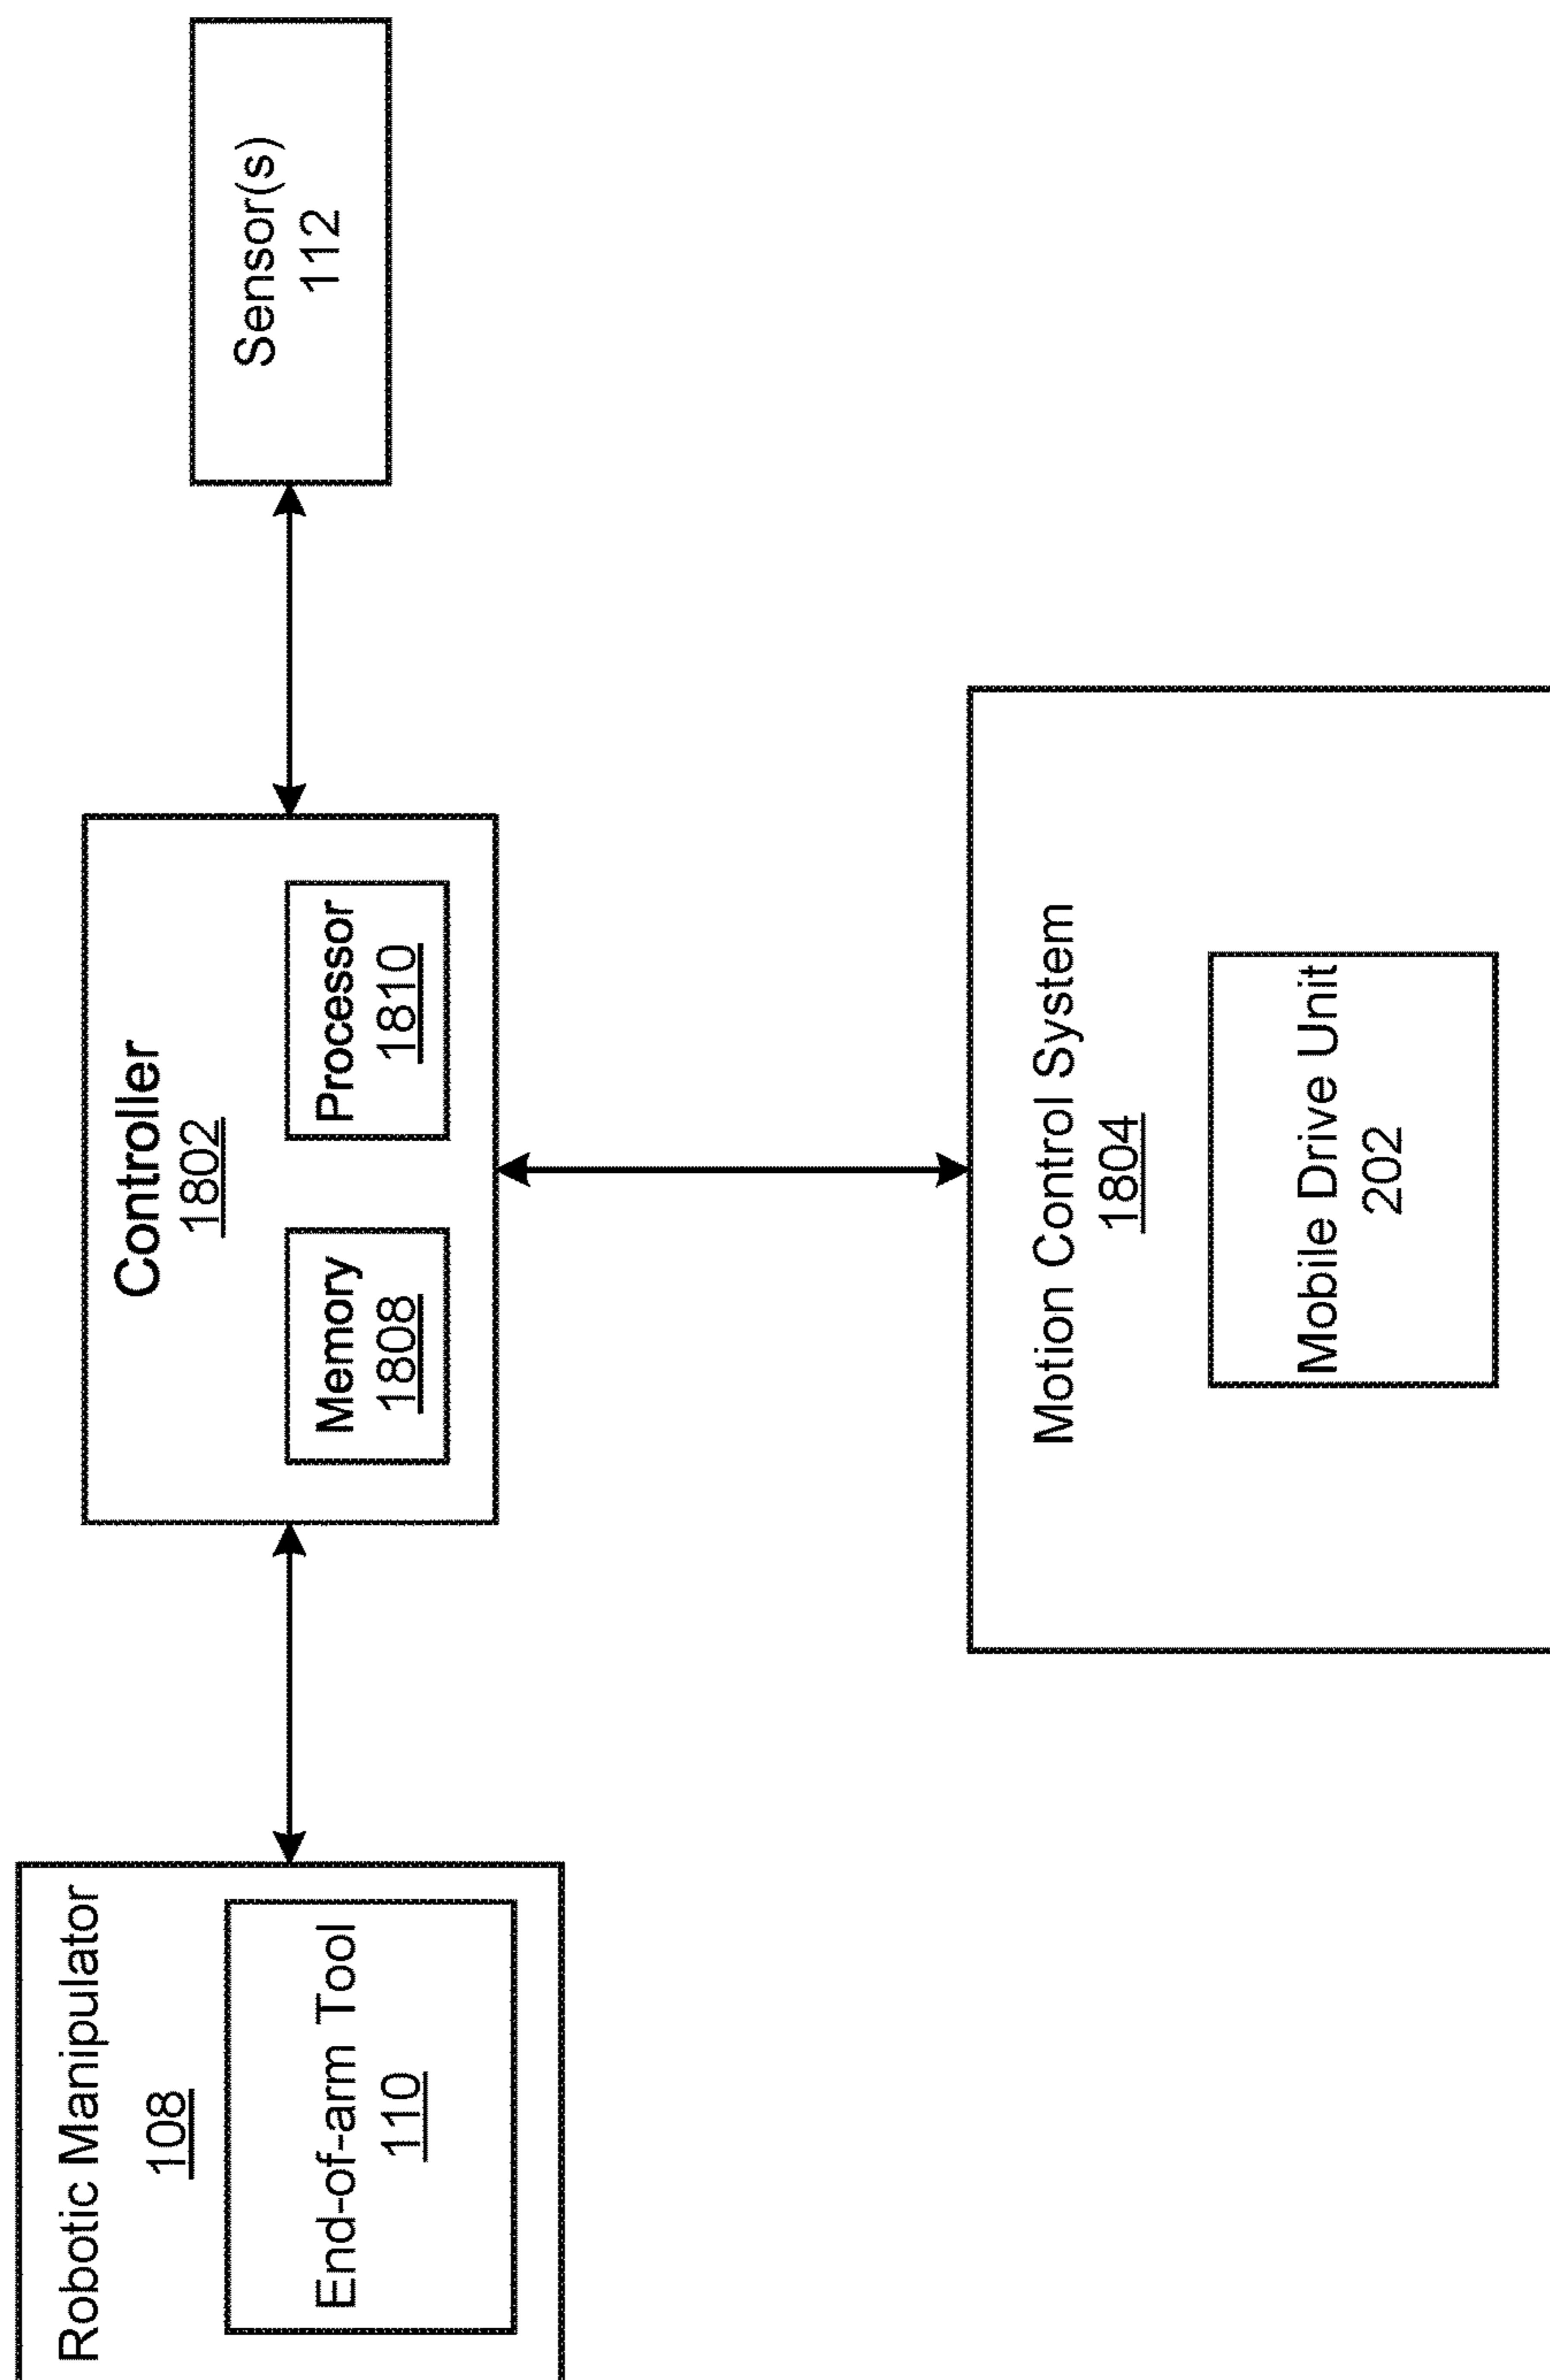 Robotic Manipulator
108
End-of-arm Tool
110
Controller
1802
Memory
1808
Processor
1810
Sensor(s)
112
Motion Control System
1804
Mobile Drive Unit
202